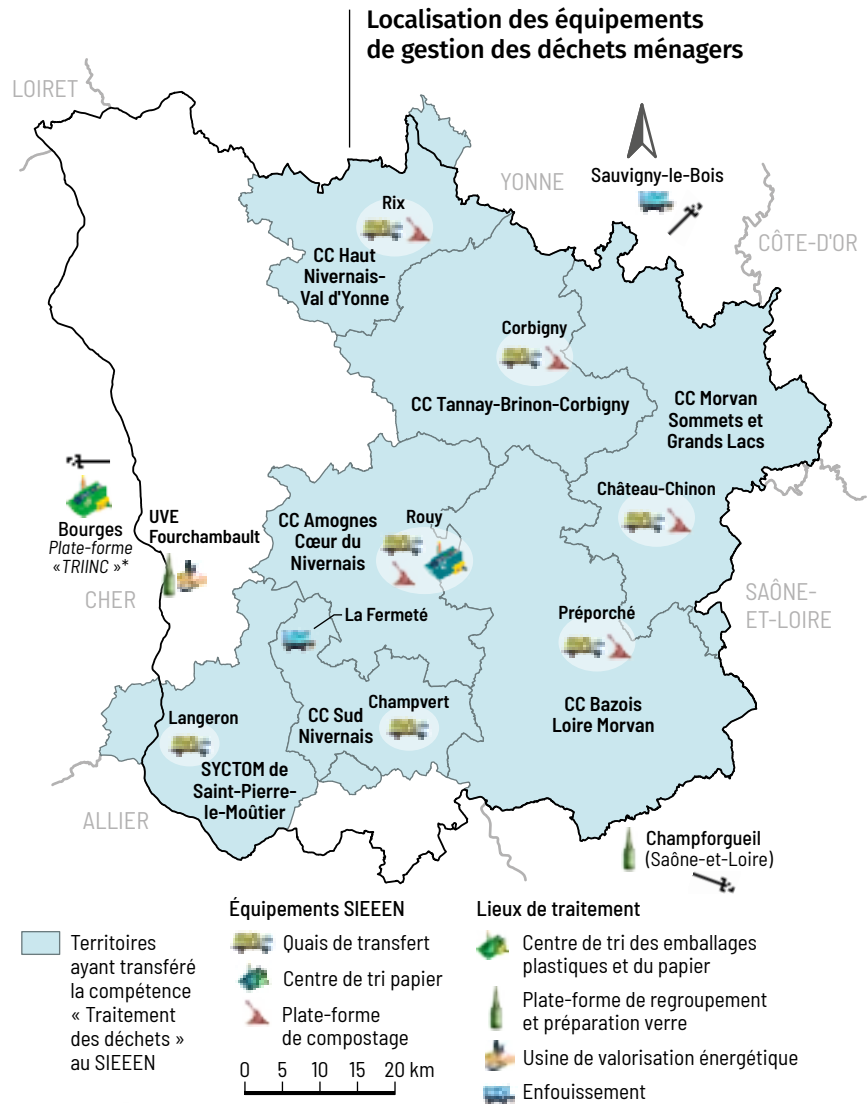 Localisation des équipements
de gestion des déchets ménagers
LOIRET
YONNE
Sauvigny-le-Bois
CÔTE-D'OR
Rix
CC Haut
Nivernais-
Val d'Yonne
Corbigny
CC Tannay-Brinon-Corbigny
CC Morvan
Sommets et
Grands Lacs
Château-Chinon
Bourges
Plate-forme
« TRIINC »*
UVE
Fourchambault
CC Amognes
Cœur du
Nivernais
Rouy
CHER
La Fermeté
SAÔNE-
ET-LOIRE
Préporché
CC Bazois
Loire Morvan
Langeron
CC Sud
Nivernais
Champvert
SYCTOM de
Saint-Pierre-
le-Moûtier
ALLIER
Champforgueil
(Saône-et-Loire)
Territoires
ayant transféré
la compétence
« Traitement
des déchets »
au SIEEEN
Équipements SIEEEN
Quais de transfert
Centre de tri papier
Plate-forme
de compostage
0 5 10 15 20 km
Lieux de traitement
Centre de tri des emballages
plastiques et du papier
Plate-forme de regroupement
et préparation verre
Usine de valorisation énergétique
Enfouissement